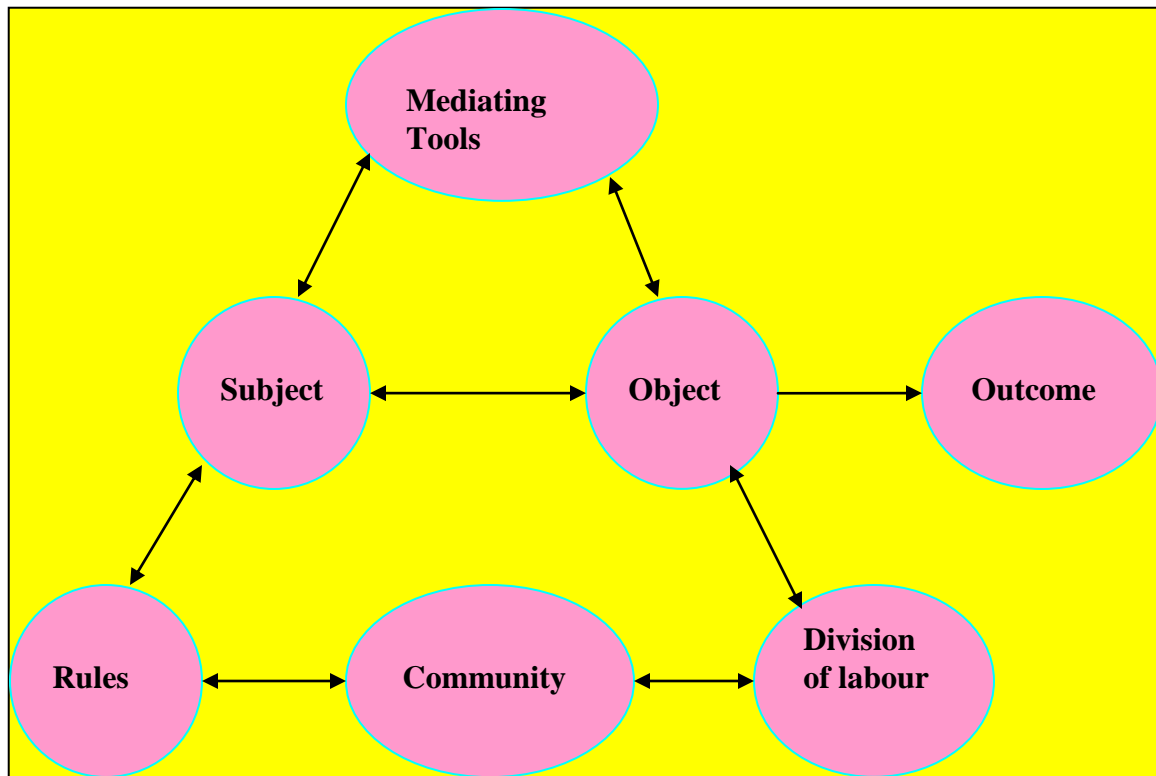 Mediating
Tools
Subject
Object
Outcome
Rules
Community
Division
of labour